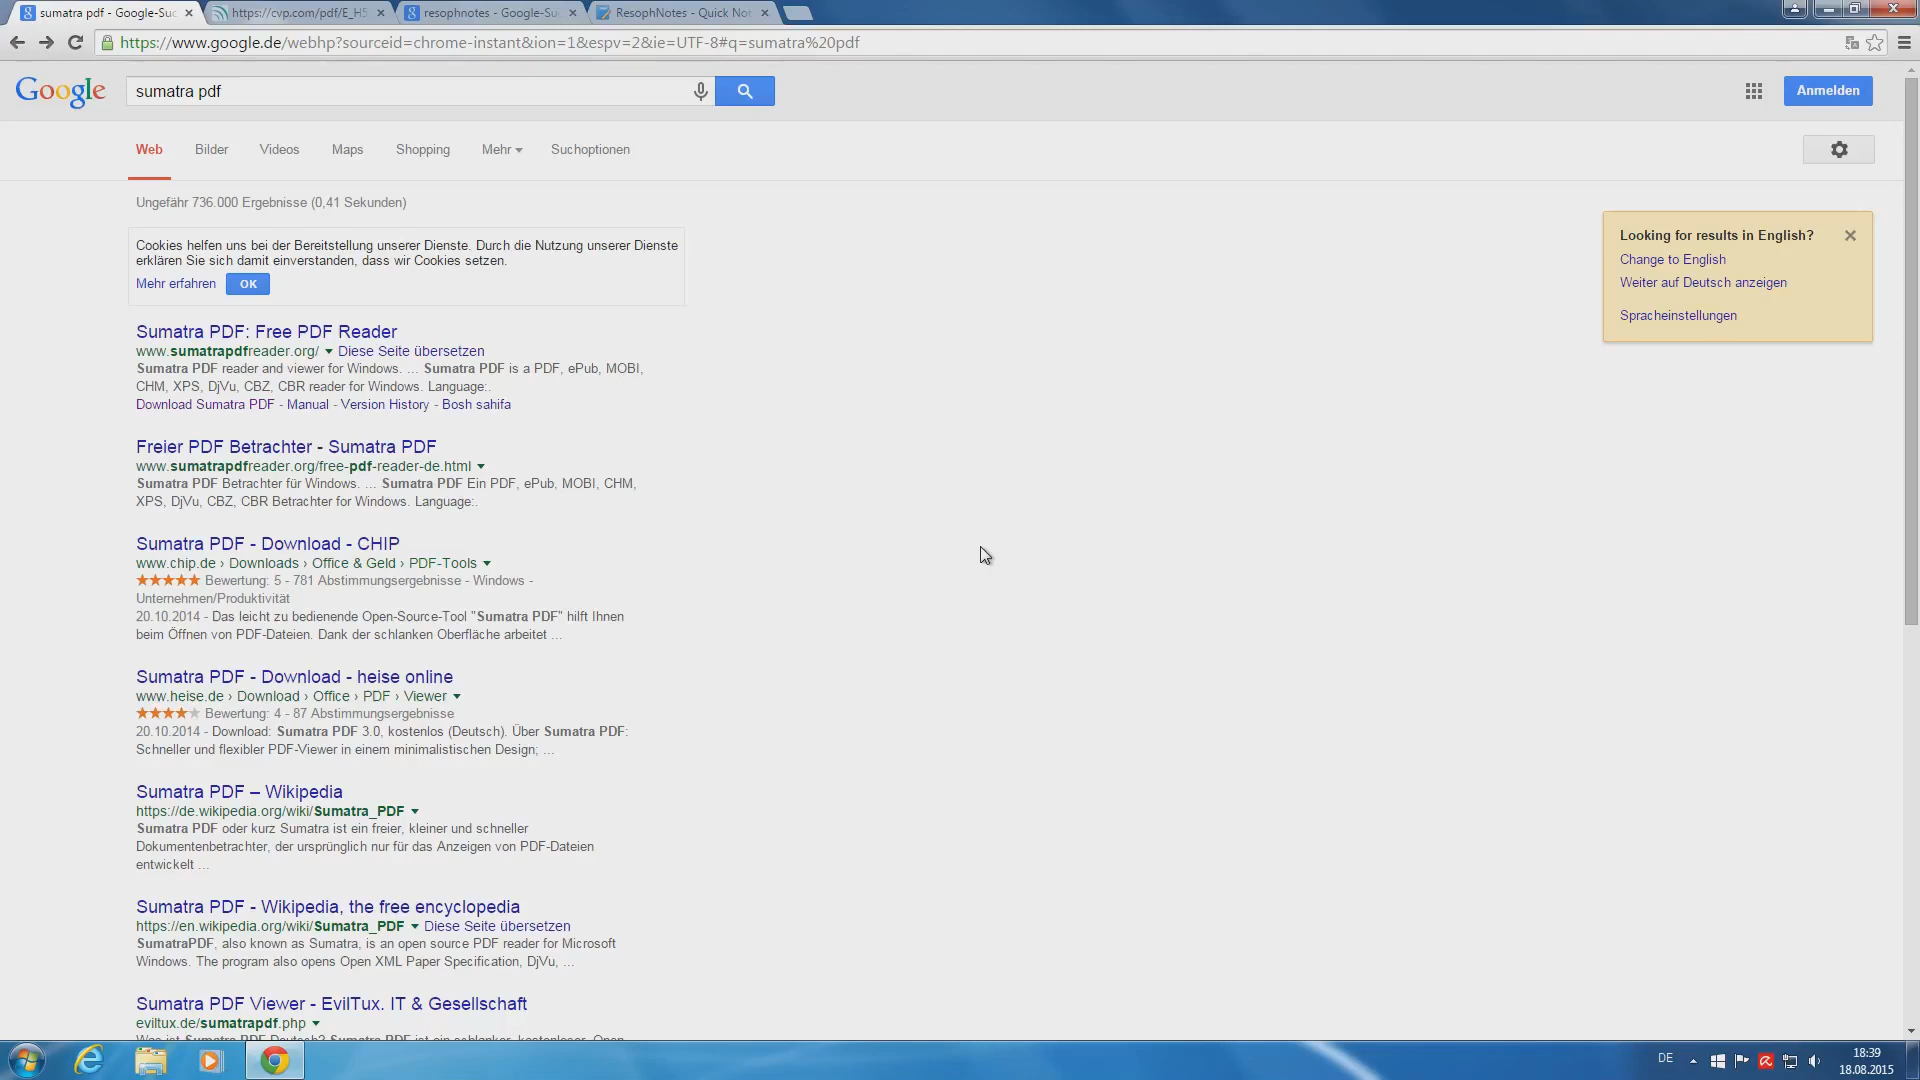 sumatra pdf - Google-Suc
https://cvp.com/pdf/E_H5
resophnotes - Google-Su
ResophNotes - Quick Not
https://www.google.de/webhp?sourceid=chrome-instant&ion=1&espv=2&ie=UTF-8#q=sumatra%20pdf
Google
sumatra pdf
Anmelden
Web Bilder Videos Maps Shopping Mehr Suchoptionen
Ungefähr 736.000 Ergebnisse (0,41 Sekunden)
Cookies helfen uns bei der Bereitstellung unserer Dienste. Durch die Nutzung unserer Dienste
erklären Sie sich damit einverstanden, dass wir Cookies setzen.
Mehr erfahren OK
Looking for results in English?
Change to English
Weiter auf Deutsch anzeigen
Spracheinstellungen
Sumatra PDF: Free PDF Reader
www.sumatrapdfreader.org/ Diese Seite übersetzen
Sumatra PDF reader and viewer for Windows. ... Sumatra PDF is a PDF, ePub, MOBI,
CHM, XPS, DjVu, CBZ, CBR reader for Windows. Language:.
Download Sumatra PDF - Manual - Version History - Bosh sahifa
Freier PDF Betrachter - Sumatra PDF
www.sumatrapdfreader.org/free-pdf-reader-de.html
Sumatra PDF Betrachter für Windows. ... Sumatra PDF Ein PDF, ePub, MOBI, CHM,
XPS, DjVu, CBZ, CBR Betrachter for Windows. Language:.
Sumatra PDF - Download - CHIP
www.chip.de › Downloads › Office & Geld › PDF-Tools
Bewertung: 5 - 781 Abstimmungsergebnisse - Windows -
Unternehmen/Produktivität
20.10.2014 - Das leicht zu bedienende Open-Source-Tool "Sumatra PDF" hilft Ihnen
beim Öffnen von PDF-Dateien. Dank der schlanken Oberfläche arbeitet ...
Sumatra PDF - Download - heise online
www.heise.de › Download › Office › PDF › Viewer
Bewertung: 4 - 87 Abstimmungsergebnisse
20.10.2014 - Download: Sumatra PDF 3.0, kostenlos (Deutsch). Über Sumatra PDF:
Schneller und flexibler PDF-Viewer in einem minimalistischen Design; ...
Sumatra PDF – Wikipedia
https://de.wikipedia.org/wiki/Sumatra_PDF
Sumatra PDF oder kurz Sumatra ist ein freier, kleiner und schneller
Dokumentenbetrachter, der ursprünglich nur für das Anzeigen von PDF-Dateien
entwickelt ...
Sumatra PDF - Wikipedia, the free encyclopedia
https://en.wikipedia.org/wiki/Sumatra_PDF Diese Seite übersetzen
SumatraPDF, also known as Sumatra, is an open source PDF reader for Microsoft
Windows. The program also opens Open XML Paper Specification, DjVu, ...
Sumatra PDF Viewer - EvilTux. IT & Gesellschaft
eviltux.de/sumatrapdf.php
Was ist Sumatra PDF Deutsch? Sumatra PDF ist ein schlanker, kostenloser, Open
DE
18:39
18.08.2015